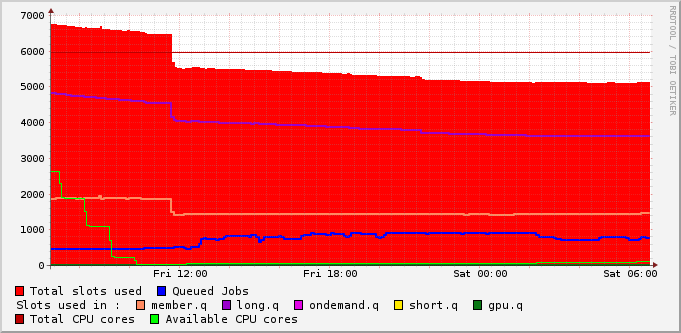 7000
6000
5000
4000
3000
2000
1000
0
Fri 12:00 Fri 18:00 Sat 00:00 Sat 06:00
Total slots used Queued Jobs
Slots used in : member.q long.q ondemand.q short.q gpu.q
Total CPU cores Available CPU cores
RRDTOOL / TOBI OETIKER